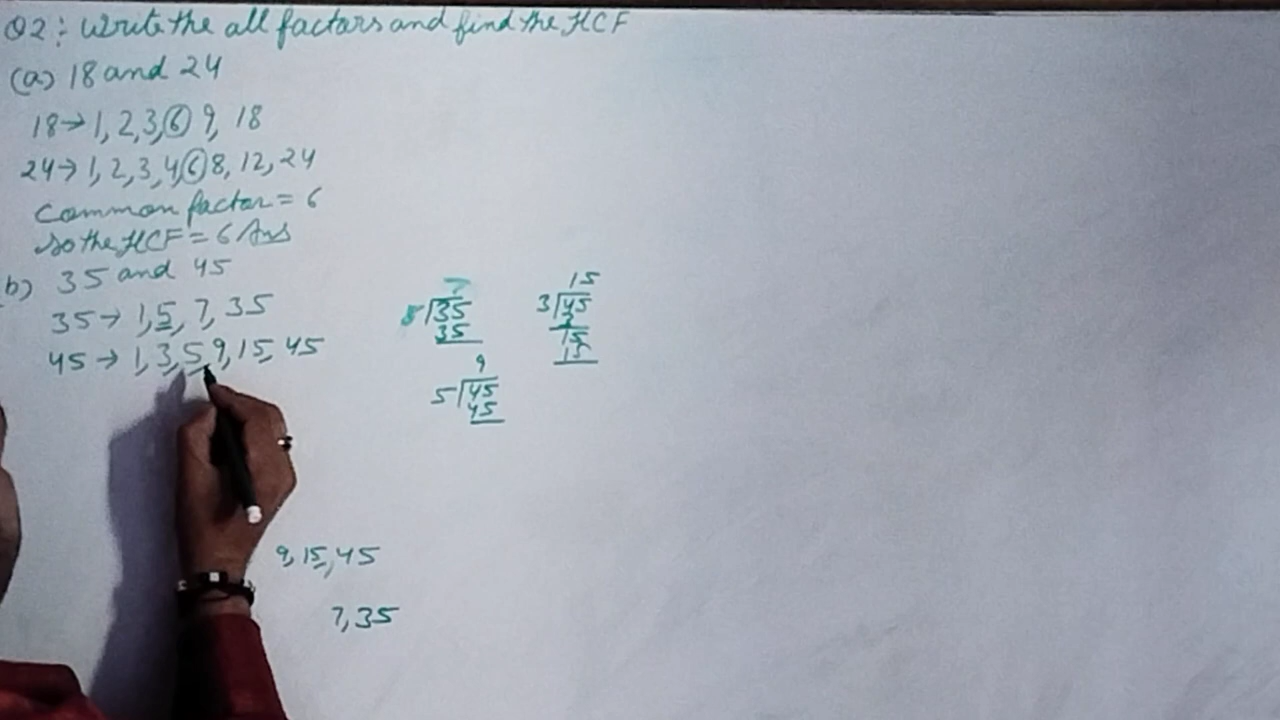 Q2: Write the all factors and find the HCF
(a) 18 and 24
18→ 1, 2, 3, 6, 9, 18
24→ 1, 2, 3, 4, 6 8, 12, 24
Common factor = 6
so the HCF = 6 Ans
b) 35 and 45
35→ 1, 5, 7, 35
45→ 1, 3, 5, 9, 15, 45
7
5 35
35
15
3 45
3
15
15
9
5 45
45
9, 15, 45
7, 35